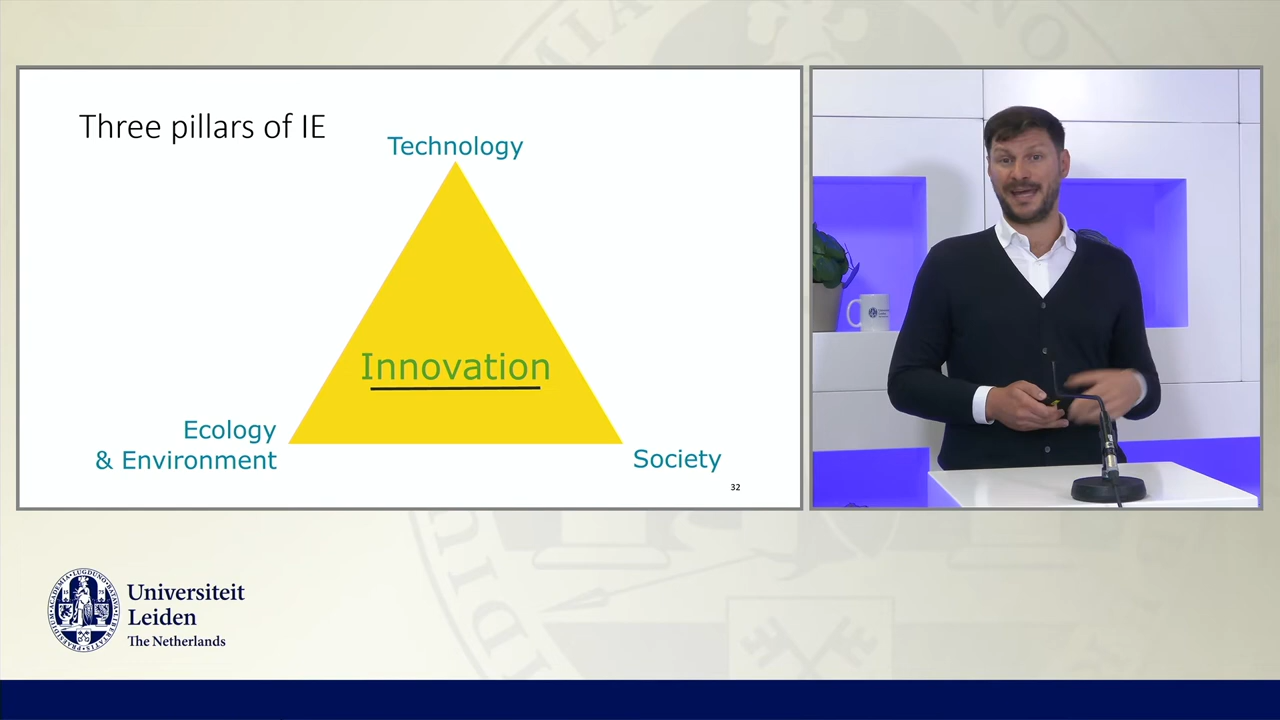 Three pillars of IE
Technology
Innovation
Ecology
& Environment
Society
32
Universiteit
Leiden
The Netherlands